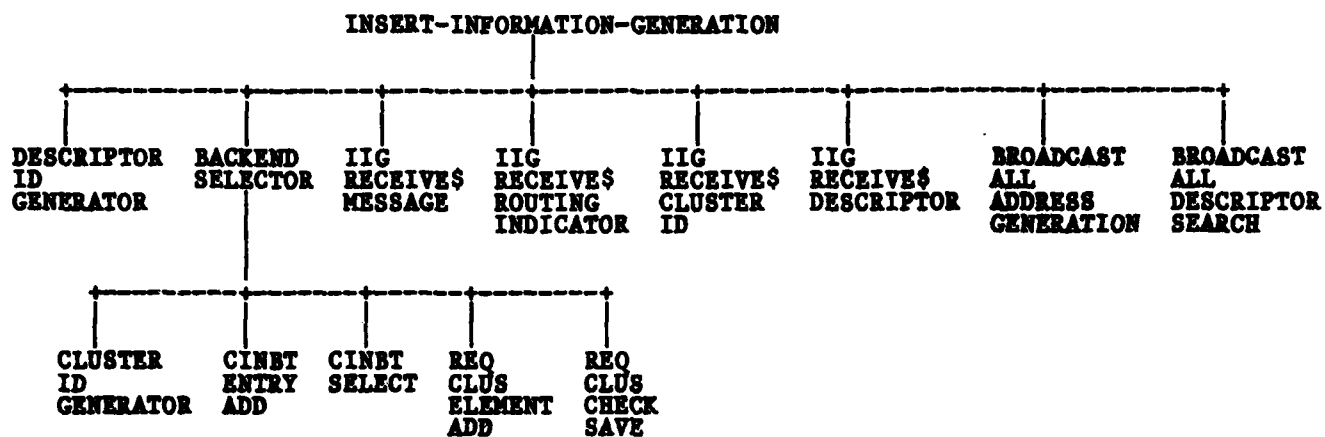 INSERT-INFORMATION-GENERATION
DESCRIPTOR BACKEND IIG IIG IIG IIG BROADCAST BROADCAST
ID SELECTOR RECEIVE$ RECEIVE$ RECEIVE$ RECEIVE$ ALL ALL
GENERATOR MESSAGE ROUTING CLUSTER DESCRIPTOR ADDRESS DESCRIPTOR
INDICATOR ID GENERATION SEARCH
CLUSTER CINBT CINBT REQ REQ
ID ENTRY SELECT CLUS CLUS
GENERATOR ADD ELEMENT CHECK
ADD SAVE